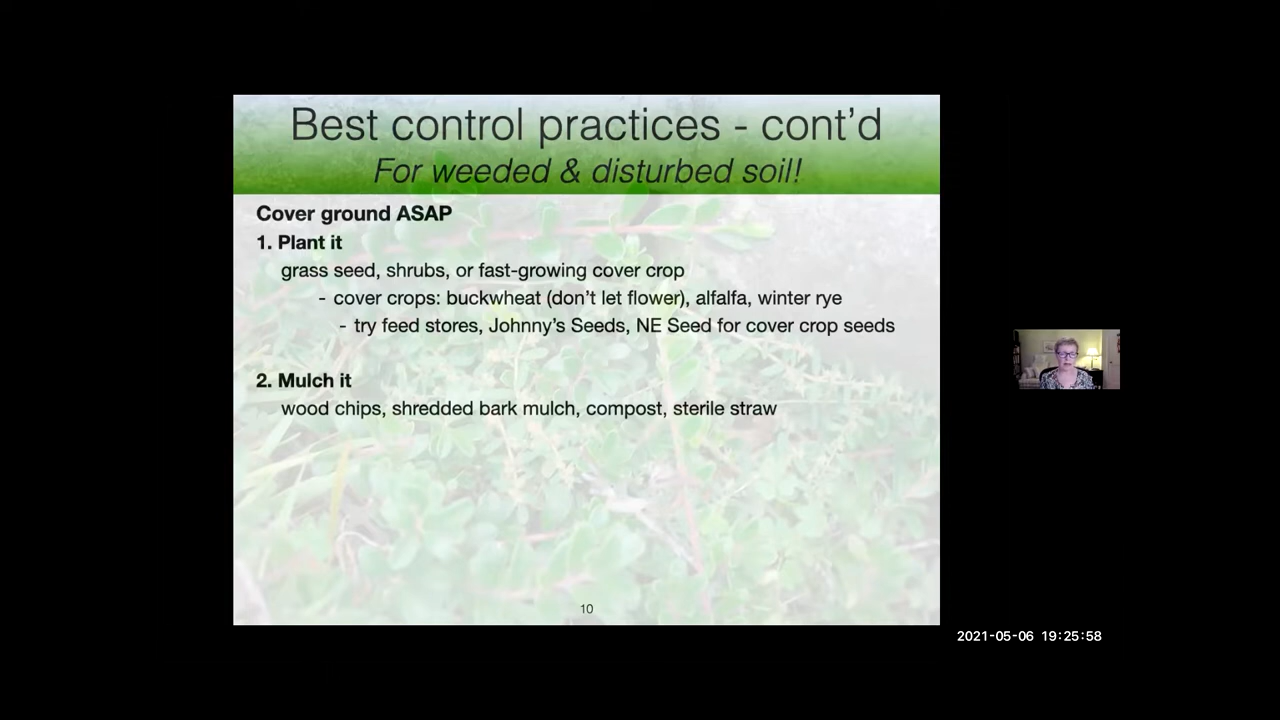 Best control practices - cont’d
For weeded & disturbed soil!
Cover ground ASAP
1. Plant it
grass seed, shrubs, or fast-growing cover crop
- cover crops: buckwheat (don’t let flower), alfalfa, winter rye
- try feed stores, Johnny’s Seeds, NE Seed for cover crop seeds
2. Mulch it
wood chips, shredded bark mulch, compost, sterile straw
10
2021-05-06 19:25:58